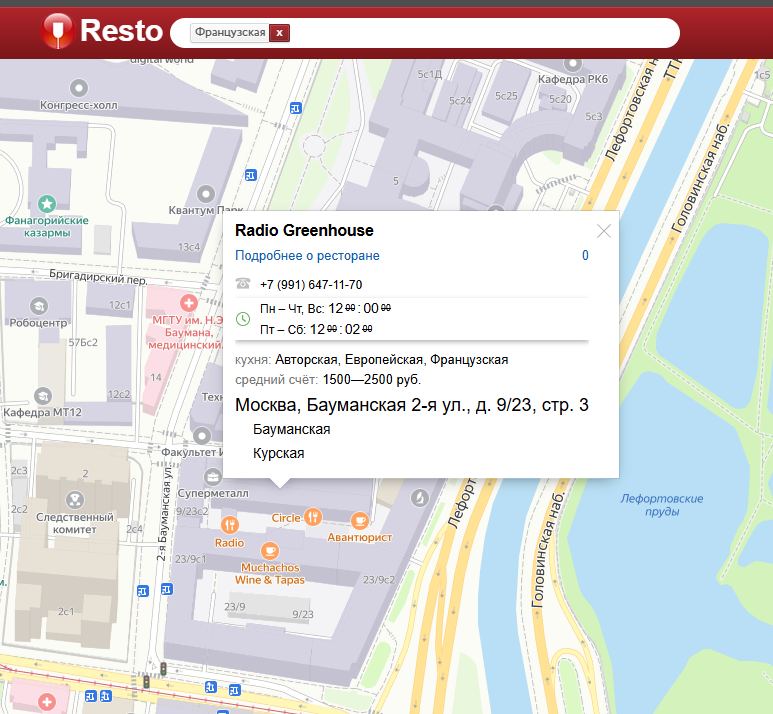 Resto
Французская x
digital world
Конгресс-холл
5с1Д
5с24
5с25
Кафедра РК6
5с20
5с3
Лефортовская наб.
ТТК
1с5
Головинская наб.
5
Квантум Парк
Фанагорийские
казармы
13с4
Бригадирский пер.
Робоцентр
12с1
57Бс2
МГТУ им. Н.Э.
Баумана,
медицинский
12с2
14
Кафедра МТ12
Radio Greenhouse
Подробнее о ресторане
0
+7 (991) 647-11-70
Пн – Чт, Вс: 12 00 : 00 00
Пт – Сб: 12 00 : 02 00
кухня: Авторская, Европейская, Французская
средний счёт: 1500—2500 руб.
Москва, Бауманская 2-я ул., д. 9/23, стр. 3
Бауманская
Курская
Факультет
2с3
2
Суперметалл
2с2
Следственный
комитет
2с4
2-я Бауманская ул.
9/23с2
Radio
Circle
Авантюрист
Muchachos
Wine & Tapas
23/9с1
23/9с2
23/9
9/23
2с1
Лефорт
Головинская наб.
Лефортовские
пруды